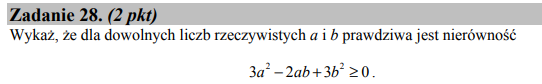 Zadanie 28. (2 pkt)
Wykaż, że dla dowolnych liczb rzeczywistych a i b prawdziwa jest nierówność
3a² − 2ab + 3b² ≥ 0.